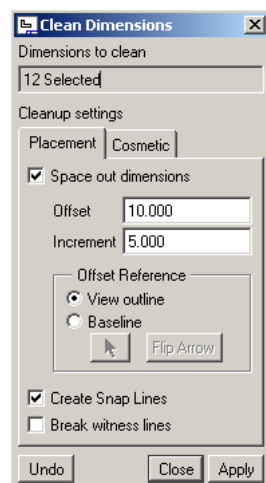 Clean Dimensions
Dimensions to clean
12 Selected
Cleanup settings
Placement Cosmetic
Space out dimensions
Offset 10.000
Increment 5.000
Offset Reference
View outline
Baseline
Flip Arrow
Create Snap Lines
Break witness lines
Undo Close Apply